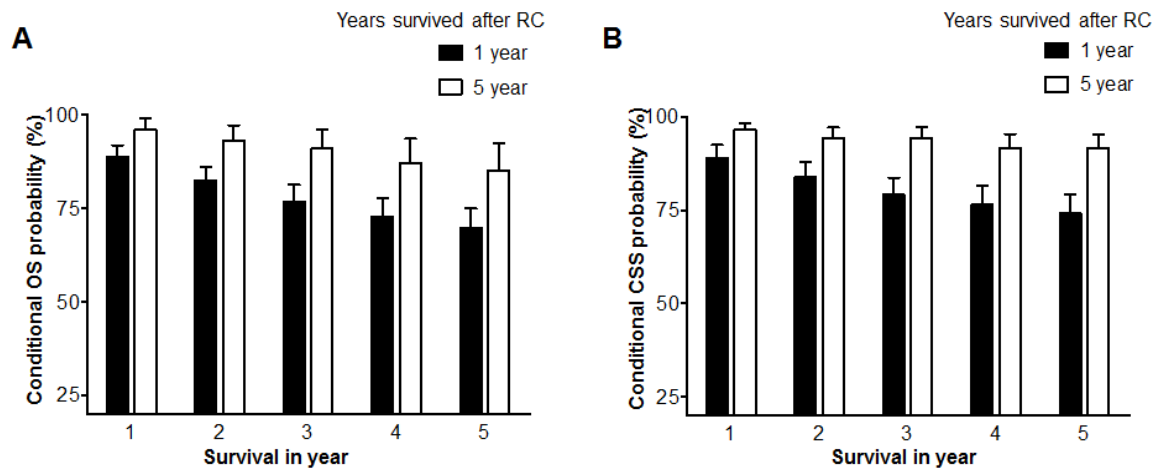 A
Years survived after RC
1 year
5 year
Conditional OS probability (%)
100
75
50
25
1 2 3 4 5
Survival in year
B
Years survived after RC
1 year
5 year
Conditional CSS probability (%)
100
75
50
25
1 2 3 4 5
Survival in year